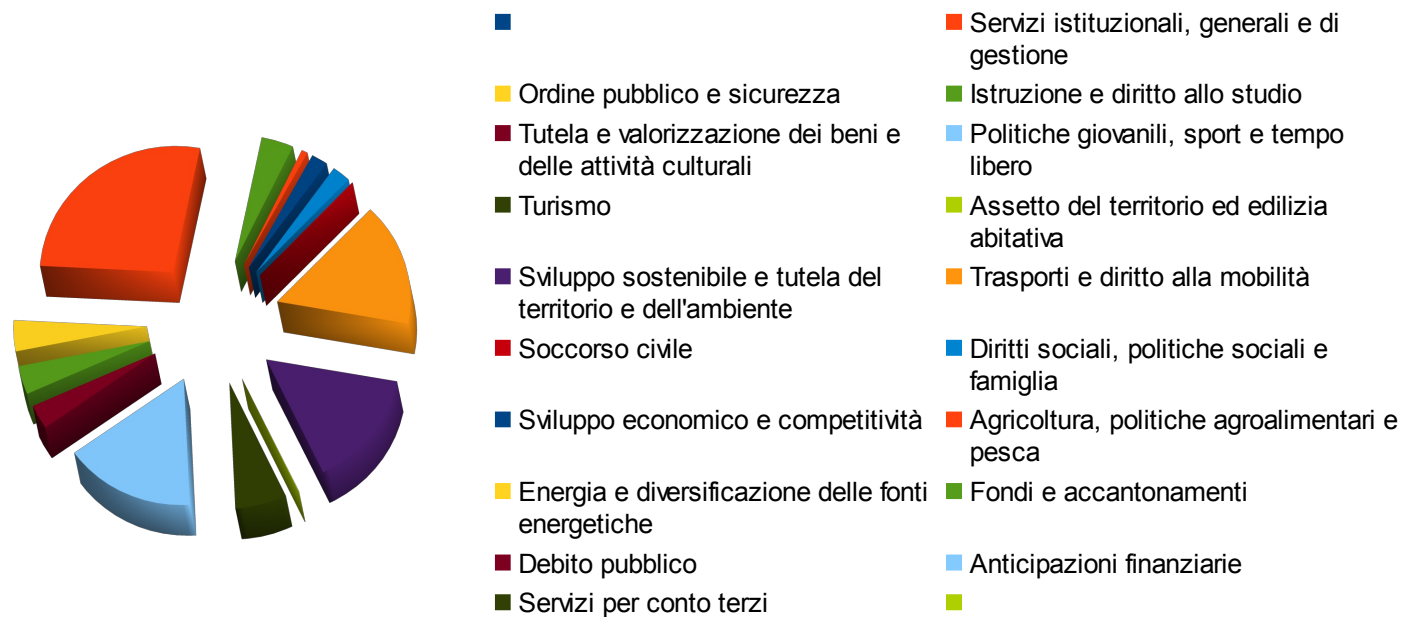 Servizi istituzionali, generali e di
gestione
Ordine pubblico e sicurezza
Istruzione e diritto allo studio
Tutela e valorizzazione dei beni e
delle attività culturali
Politiche giovanili, sport e tempo
libero
Turismo
Assetto del territorio ed edilizia
abitativa
Sviluppo sostenibile e tutela del
territorio e dell'ambiente
Trasporti e diritto alla mobilità
Soccorso civile
Diritti sociali, politiche sociali e
famiglia
Sviluppo economico e competitività
Agricoltura, politiche agroalimentari e
pesca
Energia e diversificazione delle fonti
energetiche
Fondi e accantonamenti
Debito pubblico
Anticipazioni finanziarie
Servizi per conto terzi